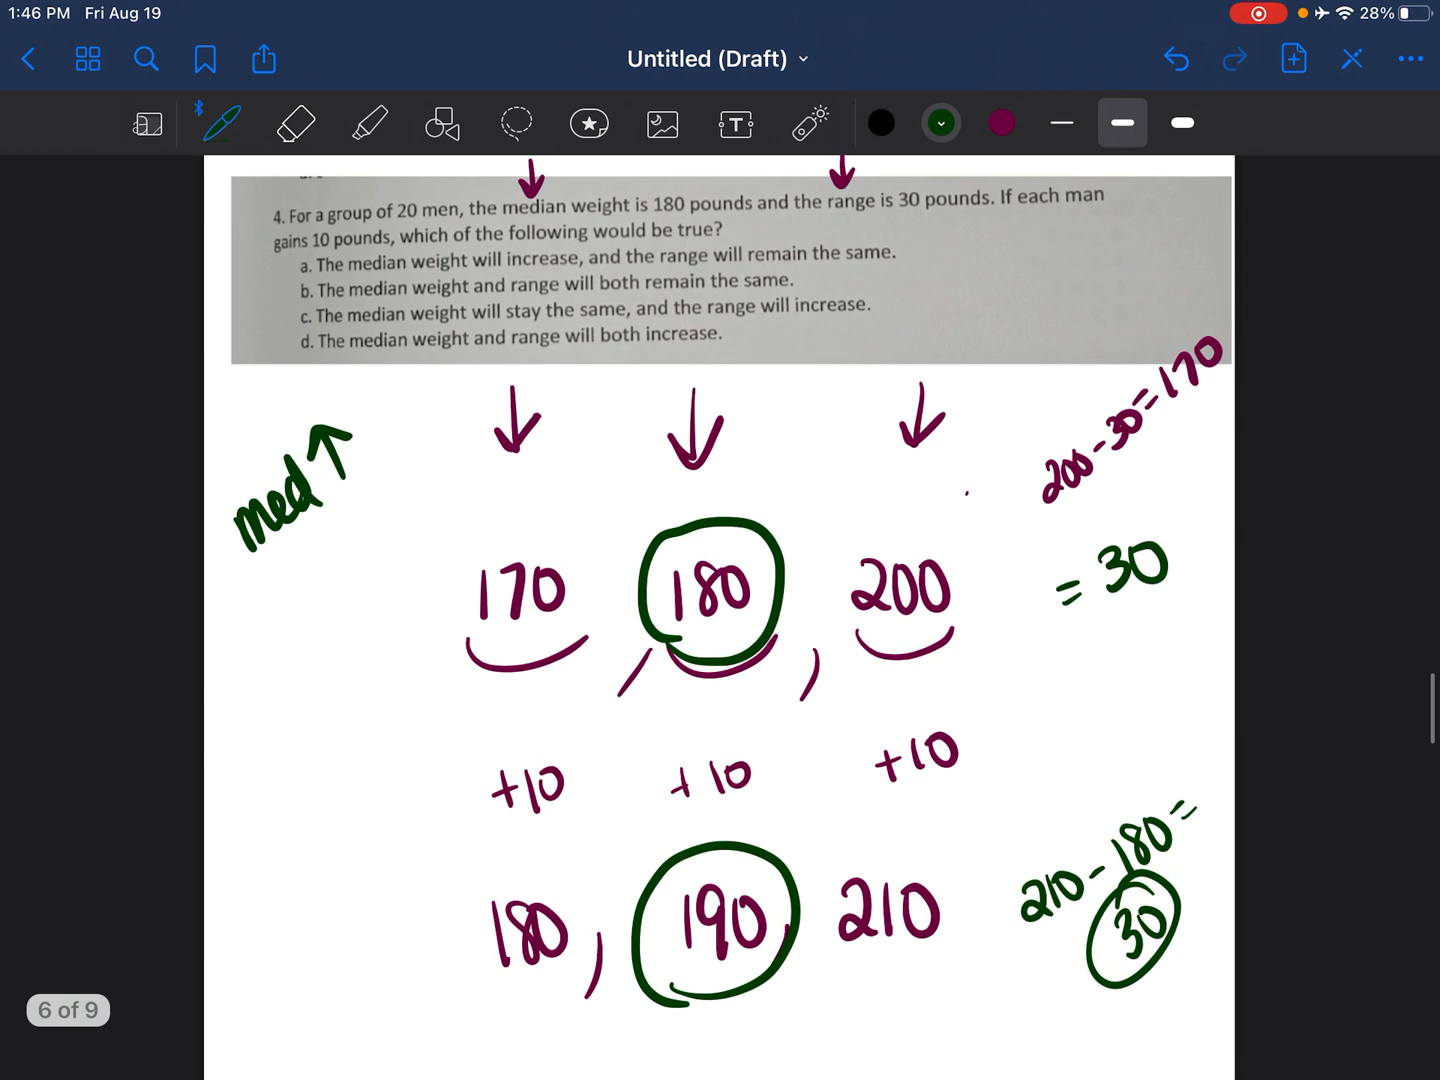 1:46 PM Fri Aug 19
28%
Untitled (Draft)
4. For a group of 20 men, the median weight is 180 pounds and the range is 30 pounds. If each man
gains 10 pounds, which of the following would be true?
a. The median weight will increase, and the range will remain the same.
b. The median weight and range will both remain the same.
c. The median weight will stay the same, and the range will increase.
d. The median weight and range will both increase.
200-30=170
med↑
170, 180, 200 = 30
+10 +10 +10
210-180=
30
180, 190, 210
6 of 9